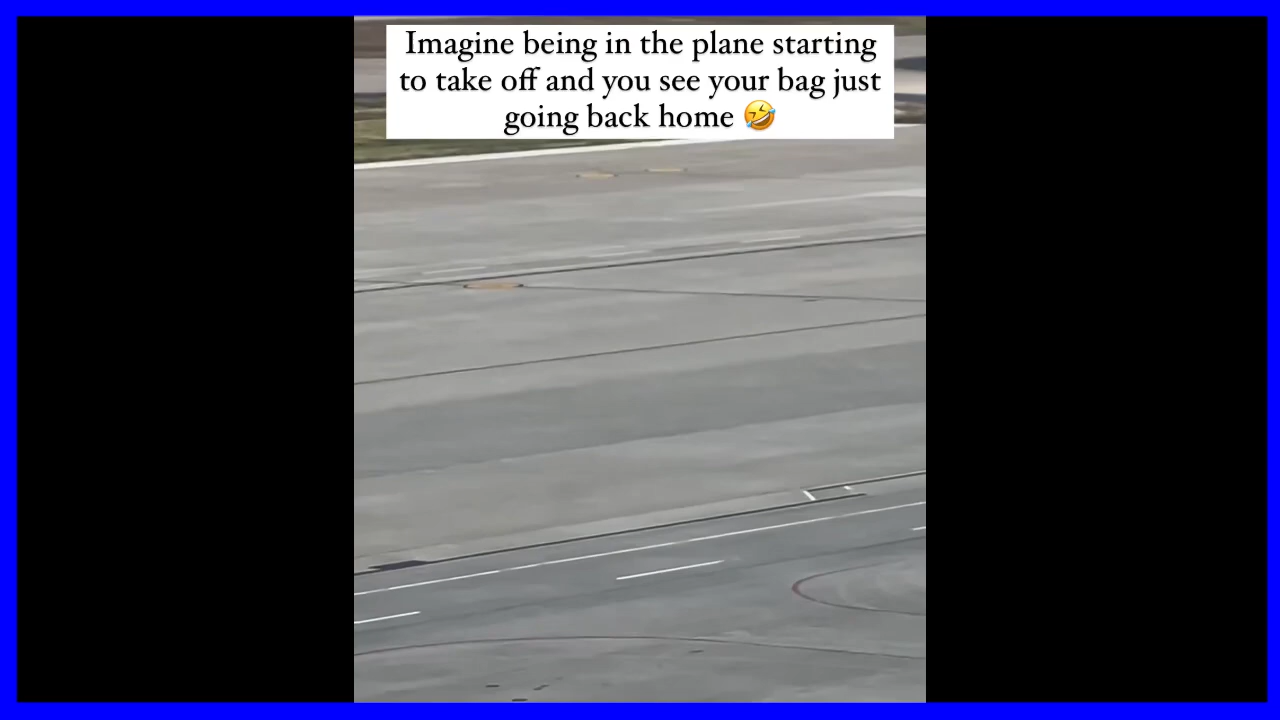 Imagine being in the plane starting
to take off and you see your bag just
going back home 🤣